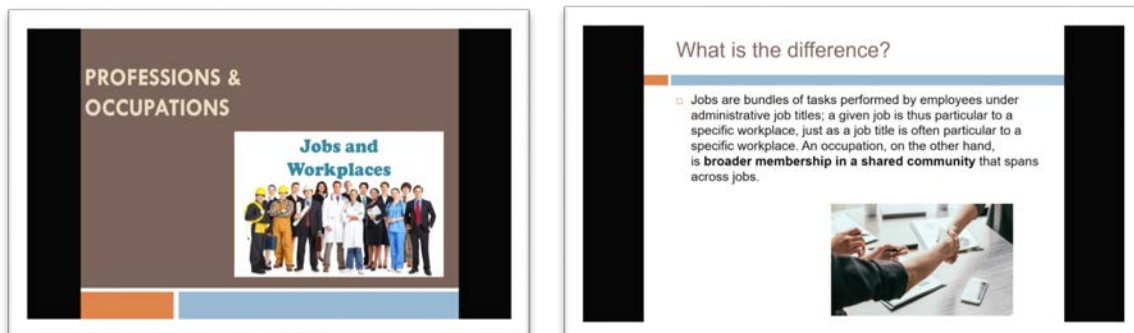 PROFESSIONS &
OCCUPATIONS
Jobs and
Workplaces
What is the difference?
Jobs are bundles of tasks performed by employees under
administrative job titles; a given job is thus particular to a
specific workplace, just as a job title is often particular to a
specific workplace. An occupation, on the other hand,
is broader membership in a shared community that spans
across jobs.